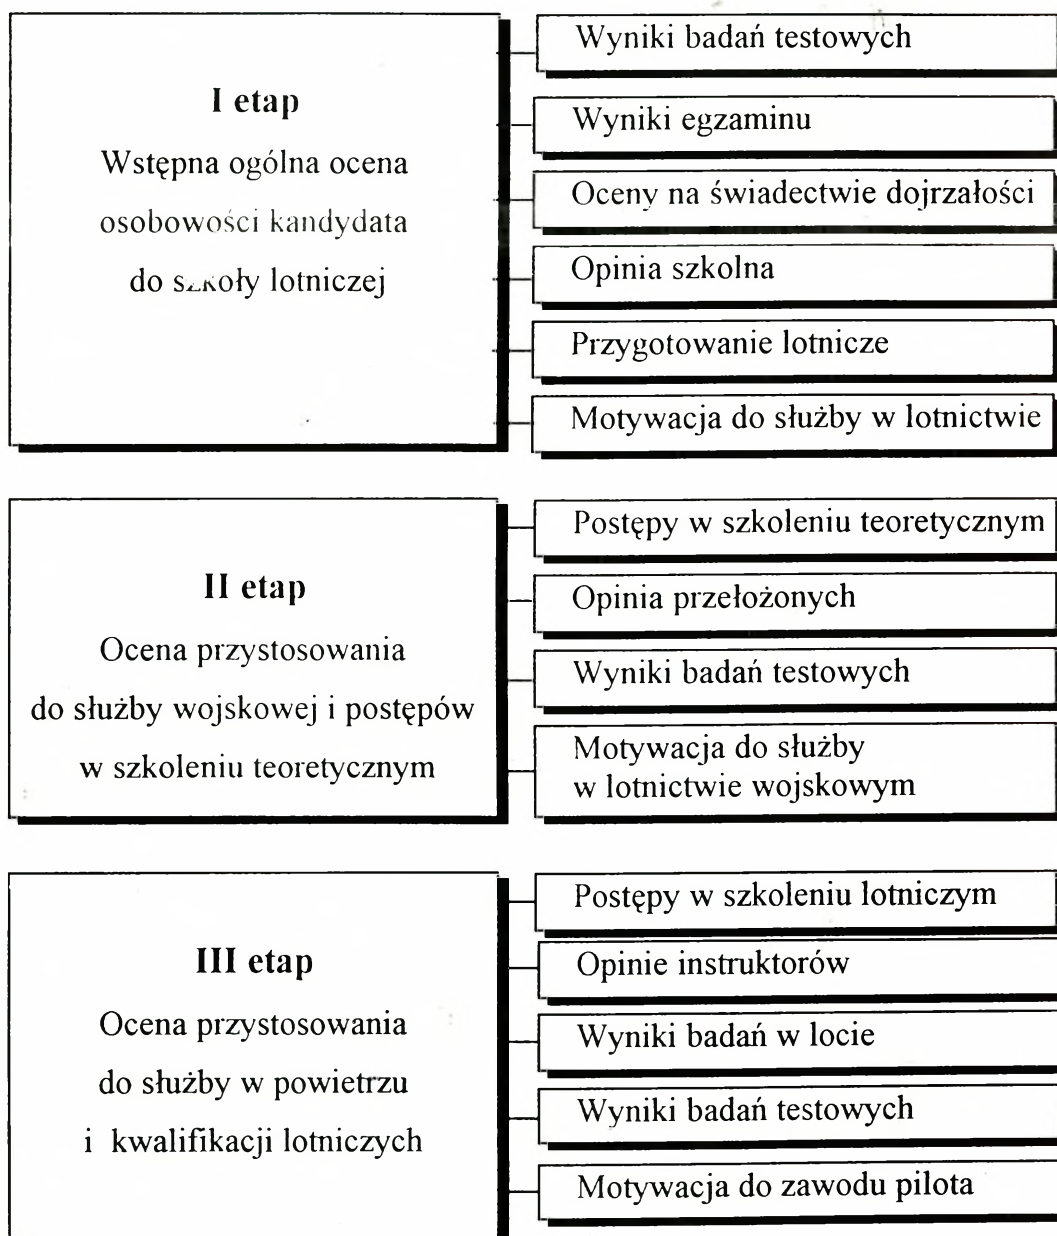 I etap
Wstępna ogólna ocena
osobowości kandydata
do szkoły lotniczej
Wyniki badań testowych
Wyniki egzaminu
Oceny na świadectwie dojrzałości
Opinia szkolna
Przygotowanie lotnicze
Motywacja do służby w lotnictwie
II etap
Ocena przystosowania
do służby wojskowej i postępów
w szkoleniu teoretycznym
Postępy w szkoleniu teoretycznym
Opinia przełożonych
Wyniki badań testowych
Motywacja do służby
w lotnictwie wojskowym
III etap
Ocena przystosowania
do służby w powietrzu
i kwalifikacji lotniczych
Postępy w szkoleniu lotniczym
Opinie instruktorów
Wyniki badań w locie
Wyniki badań testowych
Motywacja do zawodu pilota